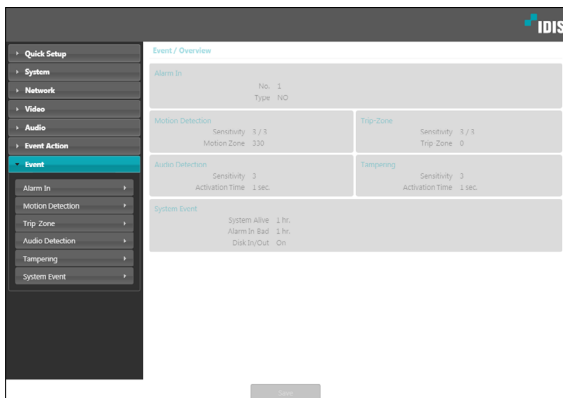 IDIS
Quick Setup
System
Network
Video
Audio
Event Action
Event
Alarm In
Motion Detection
Trip-Zone
Audio Detection
Tampering
System Event
Event / Overview
Alarm In
No. 1
Type NO
Motion Detection
Sensitivity 3 / 3
Motion Zone 330
Trip-Zone
Sensitivity 3 / 3
Trip-Zone 0
Audio Detection
Sensitivity 3
Activation Time 1 sec.
Tampering
Sensitivity 3
Activation Time 1 sec.
System Event
System Alive 1 hr.
Alarm In Bad 1 hr.
Disk In/Out On
Save